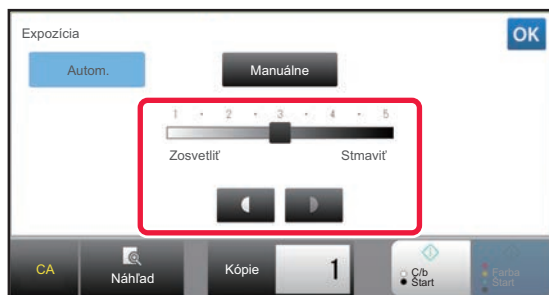 Expozícia
OK
Autom.
Manuálne
1 • 2 • 3 • 4 • 5
Zosvetliť
Stmaviť
CA
Náhľad
Kópie
1
Č/b
Štart
Farba
Štart